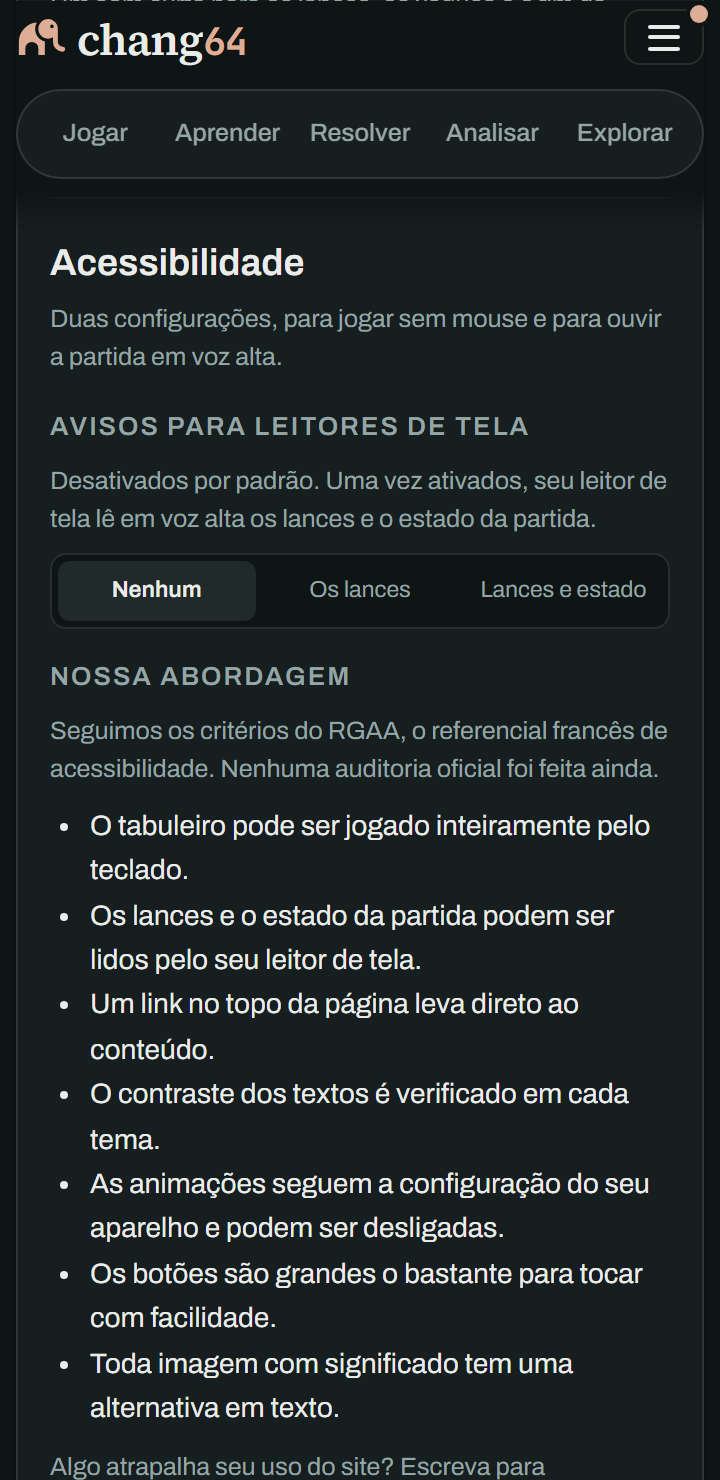 chang64
Jogar
Aprender
Resolver
Analisar
Explorar
Acessibilidade
Duas configurações, para jogar sem mouse e para ouvir
a partida em voz alta.
AVISOS PARA LEITORES DE TELA
Desativados por padrão. Uma vez ativados, seu leitor de
tela lê em voz alta os lances e o estado da partida.
Nenhum
Os lances
Lances e estado
NOSSA ABORDAGEM
Seguimos os critérios do RGAA, o referencial francês de
acessibilidade. Nenhuma auditoria oficial foi feita ainda.
• O tabuleiro pode ser jogado inteiramente pelo
teclado.
• Os lances e o estado da partida podem ser
lidos pelo seu leitor de tela.
• Um link no topo da página leva direto ao
conteúdo.
• O contraste dos textos é verificado em cada
tema.
• As animações seguem a configuração do seu
aparelho e podem ser desligadas.
• Os botões são grandes o bastante para tocar
com facilidade.
• Toda imagem com significado tem uma
alternativa em texto.
Algo atrapalha seu uso do site? Escreva para